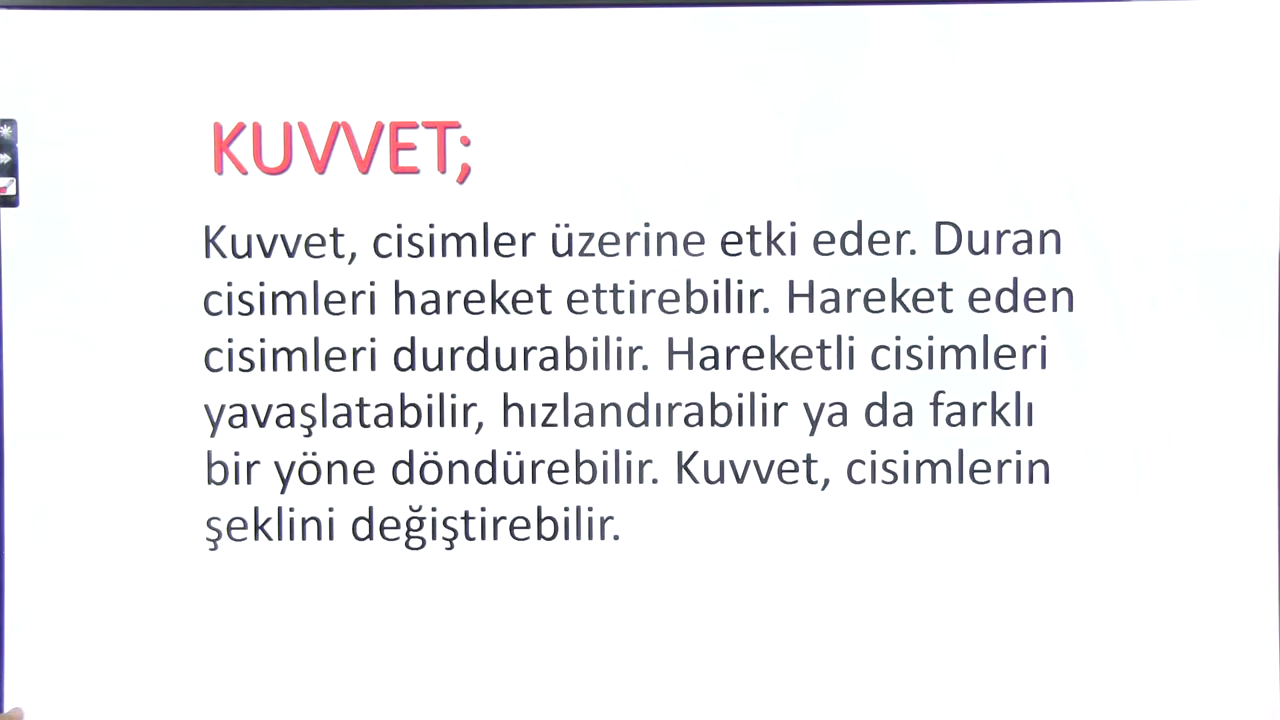 KUVVET;
Kuvvet, cisimler üzerine etki eder. Duran
cisimleri hareket ettirebilir. Hareket eden
cisimleri durdurabilir. Hareketli cisimleri
yavaşlatabilir, hızlandırabilir ya da farklı
bir yöne döndürebilir. Kuvvet, cisimlerin
şeklini değiştirebilir.